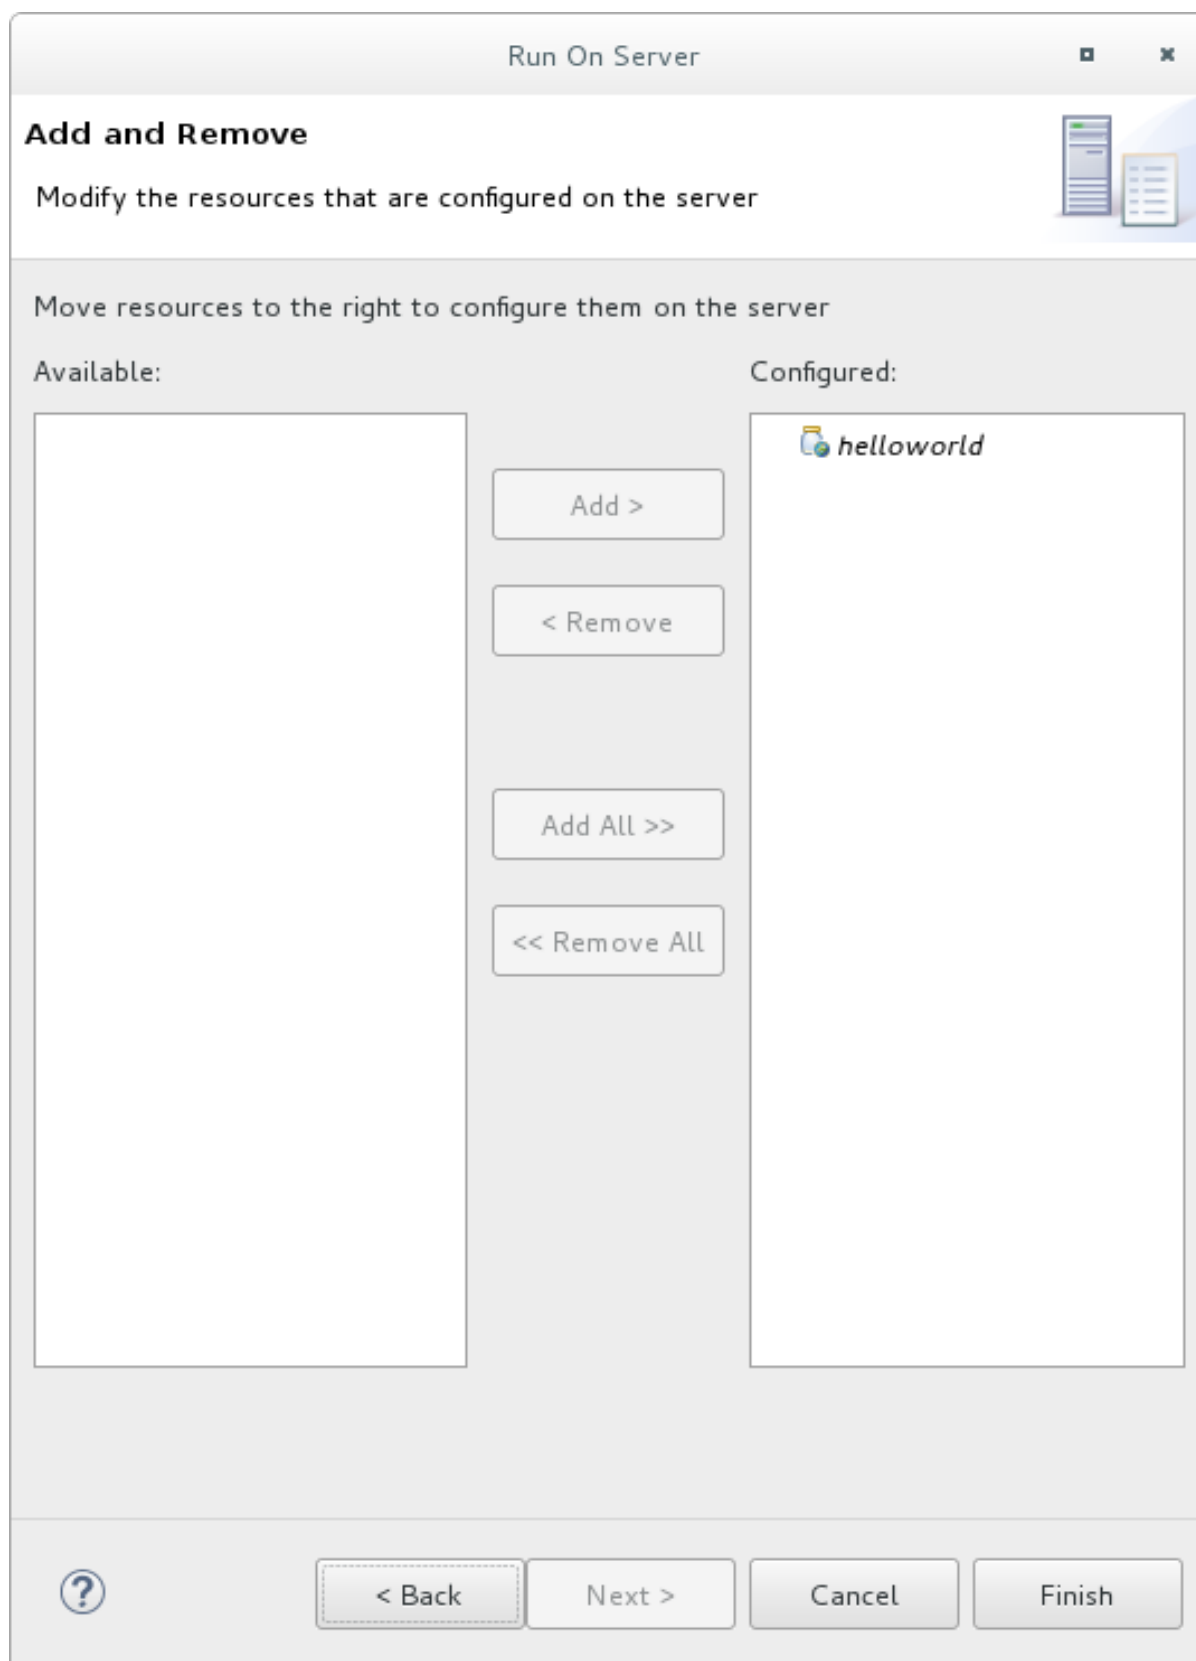 Run On Server
Add and Remove
Modify the resources that are configured on the server
Move resources to the right to configure them on the server
Available:
Configured:
helloworld
Add >
< Remove
Add All >>
<< Remove All
?
< Back
Next >
Cancel
Finish